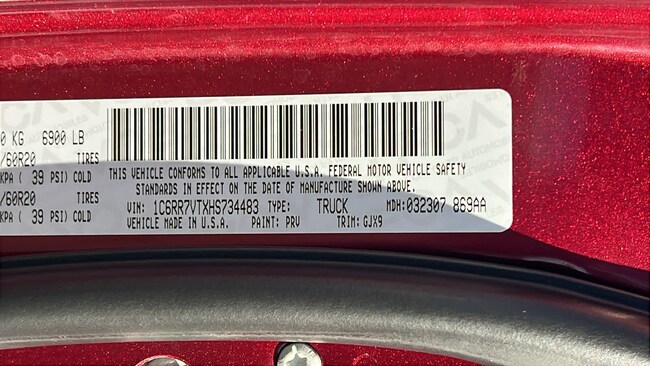 0 KG 6900 LB
/60R20 TIRES
KPA ( 39 PSI) COLD
/60R20 TIRES
KPA ( 39 PSI) COLD
THIS VEHICLE CONFORMS TO ALL APPLICABLE U.S.A. FEDERAL MOTOR VEHICLE SAFETY
STANDARDS IN EFFECT ON THE DATE OF MANUFACTURE SHOWN ABOVE.
VIN: 1C6RR7VTXHS734483 TYPE: TRUCK MDH: 032307 869AA
VEHICLE MADE IN U.S.A. PAINT: PRV TRIM: GJX9